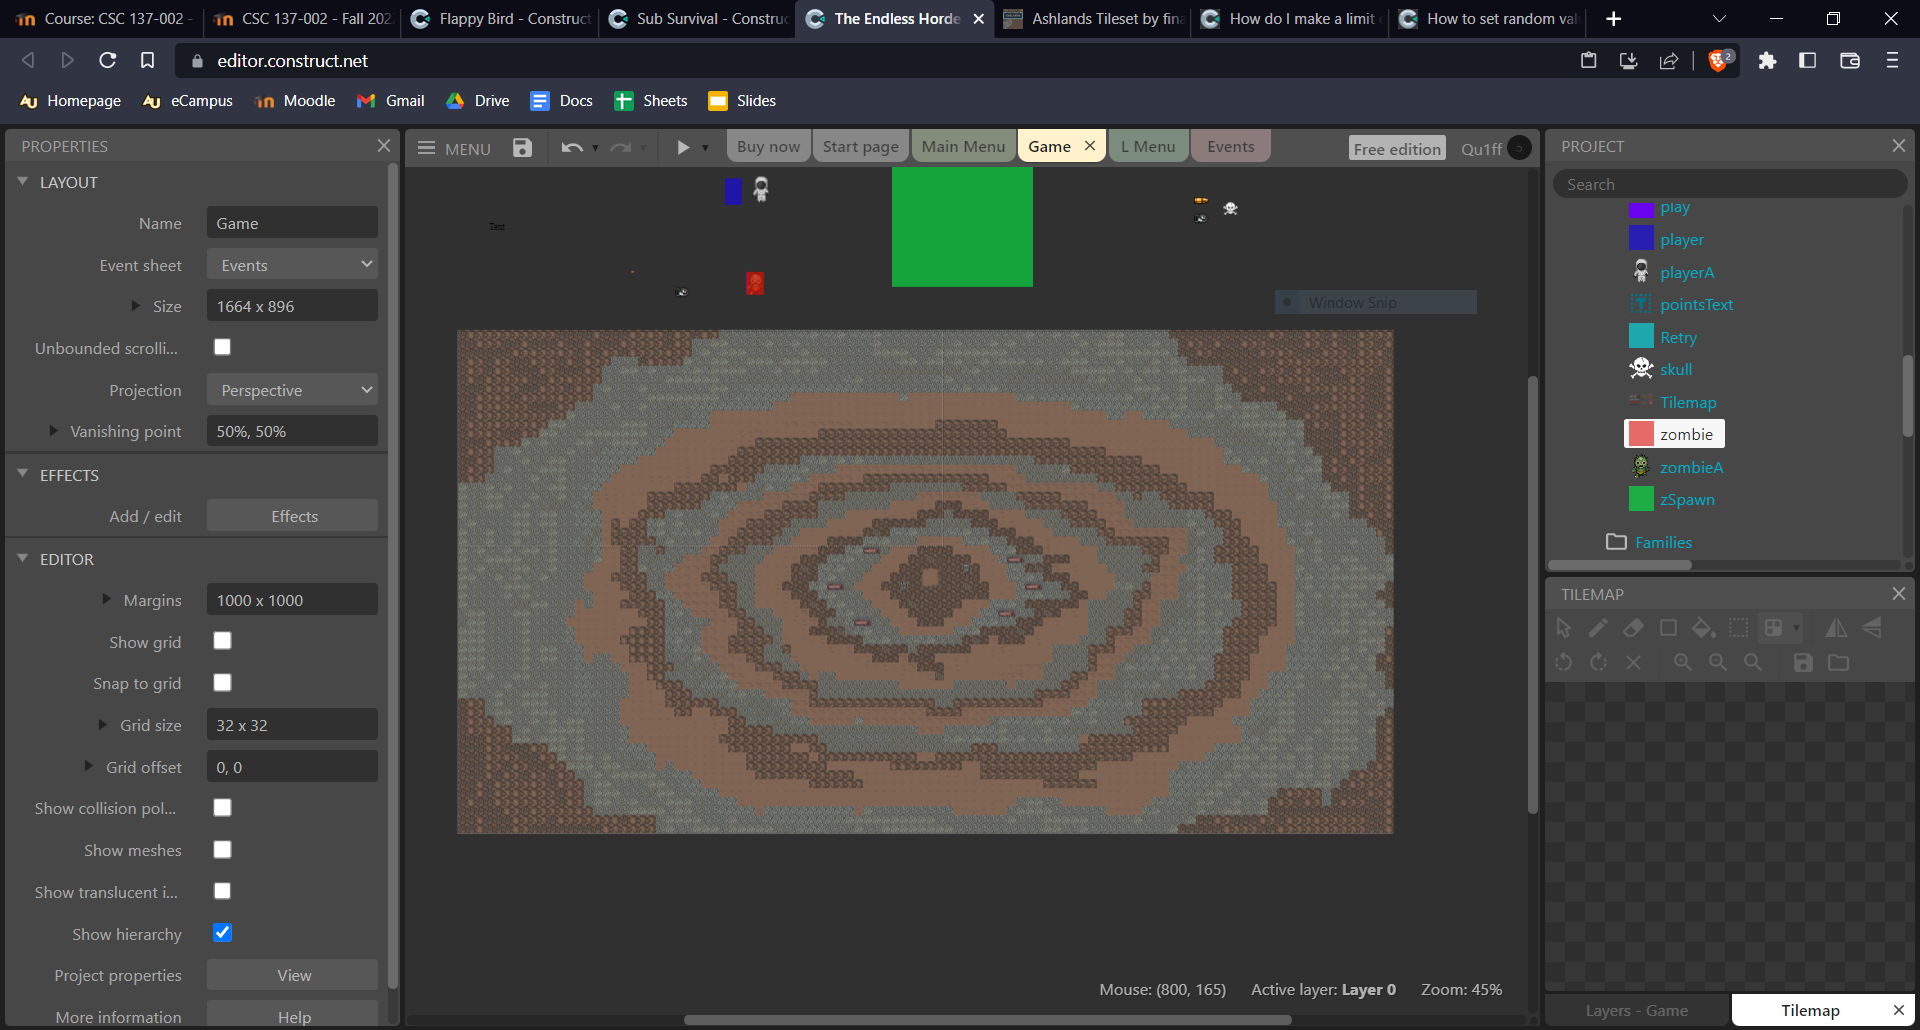 Course: CSC 137-002 -
CSC 137-002 - Fall 202
Flappy Bird - Construct
Sub Survival - Construc
The Endless Horde
Ashlands Tileset by fina
How do I make a limit
How to set random val
editor.construct.net
2
Homepage
eCampus
Moodle
Gmail
Drive
Docs
Sheets
Slides
PROPERTIES
LAYOUT
Name
Game
Event sheet
Events
Size
1664 x 896
Unbounded scrolli...
Projection
Perspective
Vanishing point
50%, 50%
EFFECTS
Add / edit
Effects
EDITOR
Margins
1000 x 1000
Show grid
Snap to grid
Grid size
32 x 32
Grid offset
0, 0
Show collision pol...
Show meshes
Show translucent i...
Show hierarchy
Project properties
View
More information
Help
MENU
Buy now
Start page
Main Menu
Game
L Menu
Events
Free edition
Qu1ff
Text
Window Snip
Mouse: (800, 165)
Active layer: Layer 0
Zoom: 45%
PROJECT
Search
play
player
playerA
pointsText
Retry
skull
Tilemap
zombie
zombieA
zSpawn
Families
TILEMAP
Layers - Game
Tilemap